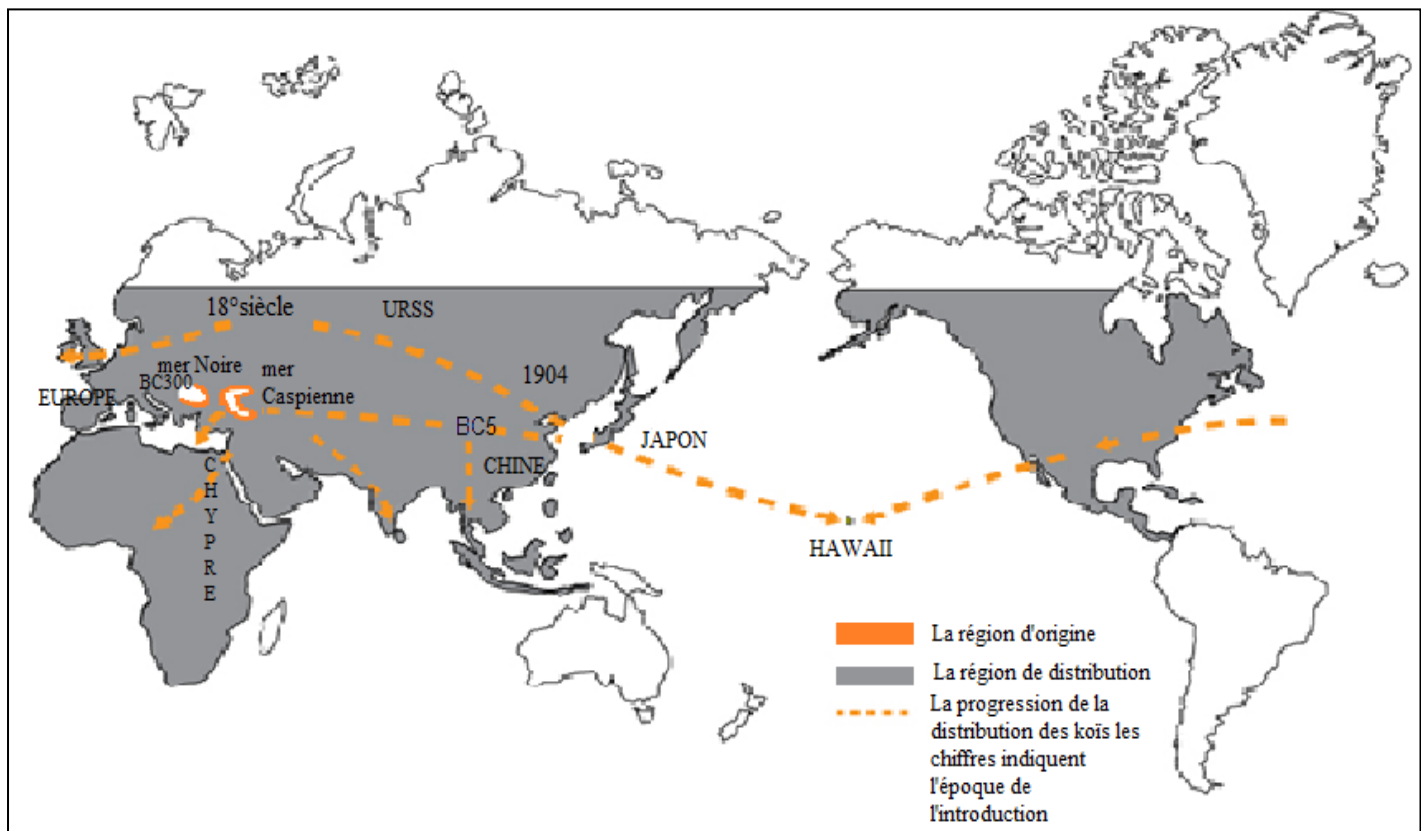 18°siècle
URSS
mer Noire
mer
Caspienne
BC300
EUROPE
1904
BC5
CHINE
JAPON
CHYPRE
HAWAII
La région d'origine
La région de distribution
La progression de la
distribution des koïs les
chiffres indiquent
l'époque de
l'introduction